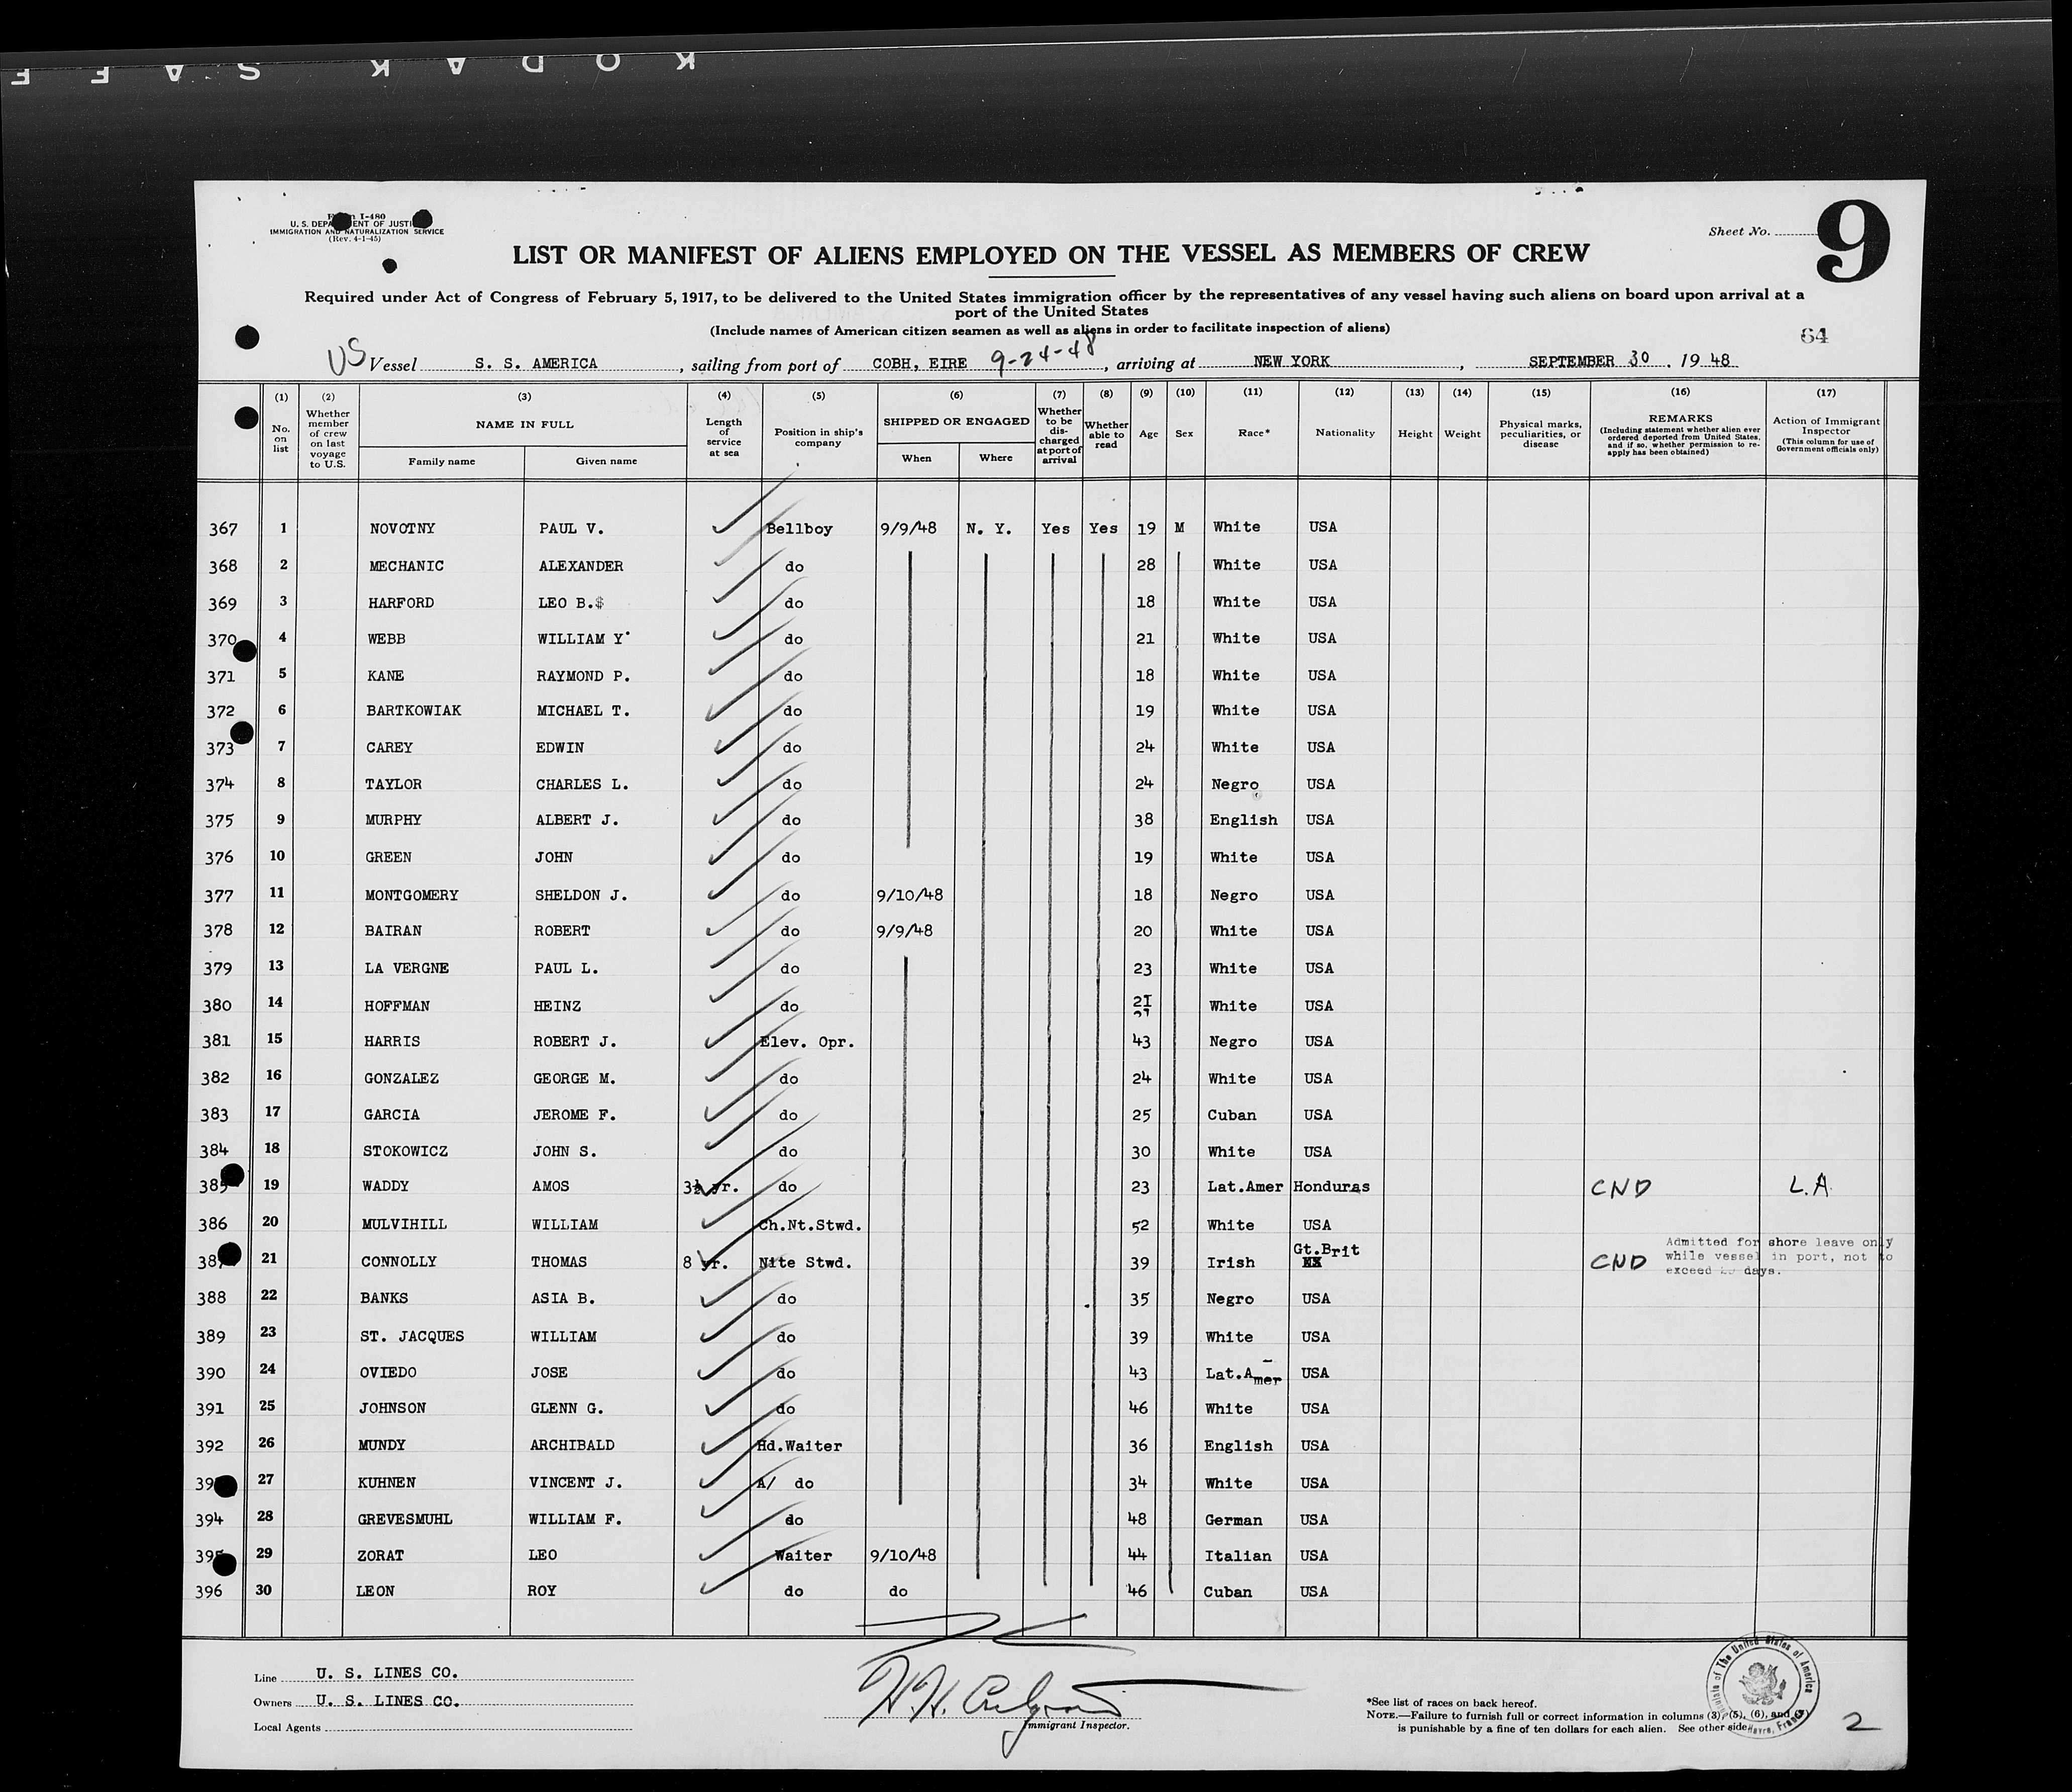 KODAK SAFE
Form I-480
U. S. DEPARTMENT OF JUSTICE
IMMIGRATION AND NATURALIZATION SERVICE
(Rev. 4-1-45)
Sheet No. 9
LIST OR MANIFEST OF ALIENS EMPLOYED ON THE VESSEL AS MEMBERS OF CREW
Required under Act of Congress of February 5, 1917, to be delivered to the United States immigration officer by the representatives of any vessel having such aliens on board upon arrival at a
port of the United States
(Include names of American citizen seamen as well as aliens in order to facilitate inspection of aliens)
64
US Vessel S. S. AMERICA, sailing from port of COBH, EIRE 9-24-48, arriving at NEW YORK, SEPTEMBER 30, 1948
(1) No. on list
(2) Whether member of crew on last voyage to U.S.
(3) NAME IN FULL Family name Given name
(4) Length of service at sea
(5) Position in ship's company
(6) SHIPPED OR ENGAGED When Where
(7) Whether to be discharged at port of arrival
(8) Whether able to read
(9) Age
(10) Sex
(11) Race*
(12) Nationality
(13) Height
(14) Weight
(15) Physical marks, peculiarities, or disease
(16) REMARKS (Including statement whether alien ever ordered deported from United States, and if so, whether permission to re-apply has been obtained)
(17) Action of Immigrant Inspector (This column for use of Government officials only)
367 1 NOVOTNY PAUL V. Bellboy 9/9/48 N. Y. Yes Yes 19 M White USA
368 2 MECHANIC ALEXANDER do 28 White USA
369 3 HARFORD LEO B.$ do 18 White USA
370 4 WEBB WILLIAM Y. do 21 White USA
371 5 KANE RAYMOND P. do 18 White USA
372 6 BARTKOWIAK MICHAEL T. do 19 White USA
373 7 CAREY EDWIN do 24 White USA
374 8 TAYLOR CHARLES L. do 24 Negro USA
375 9 MURPHY ALBERT J. do 38 English USA
376 10 GREEN JOHN do 19 White USA
377 11 MONTGOMERY SHELDON J. do 9/10/48 18 Negro USA
378 12 BAIRAN ROBERT do 9/9/48 20 White USA
379 13 LA VERGNE PAUL L. do 23 White USA
380 14 HOFFMAN HEINZ do 21 White USA
381 15 HARRIS ROBERT J. Elev. Opr. 43 Negro USA
382 16 GONZALEZ GEORGE M. do 24 White USA
383 17 GARCIA JEROME F. do 25 Cuban USA
384 18 STOKOWICZ JOHN S. do 30 White USA
385 19 WADDY AMOS 3½ yr. do 23 Lat.Amer Honduras CND L.A.
386 20 MULVIHILL WILLIAM Ch.Nt.Stwd. 52 White USA
387 21 CONNOLLY THOMAS 8 yr. Nite Stwd. 39 Irish Gt.Brit CND Admitted for shore leave only
while vessel in port, not to
exceed days.
388 22 BANKS ASIA B. do 35 Negro USA
389 23 ST. JACQUES WILLIAM do 39 White USA
390 24 OVIEDO JOSE do 43 Lat.Amer USA
391 25 JOHNSON GLENN G. do 46 White USA
392 26 MUNDY ARCHIBALD Hd.Waiter 36 English USA
393 27 KUHNEN VINCENT J. A/ do 34 White USA
394 28 GREVESMUHL WILLIAM F. do 48 German USA
395 29 ZORAT LEO Waiter 9/10/48 44 Italian USA
396 30 LEON ROY do do 46 Cuban USA
Line U. S. LINES CO.
Owners U. S. LINES CO.
Local Agents
Immigrant Inspector.
*See list of races on back hereof.
NOTE.—Failure to furnish full or correct information in columns (3), (5), (6), and
is punishable by a fine of ten dollars for each alien. See other side
of The United States of America
Havre, France
2